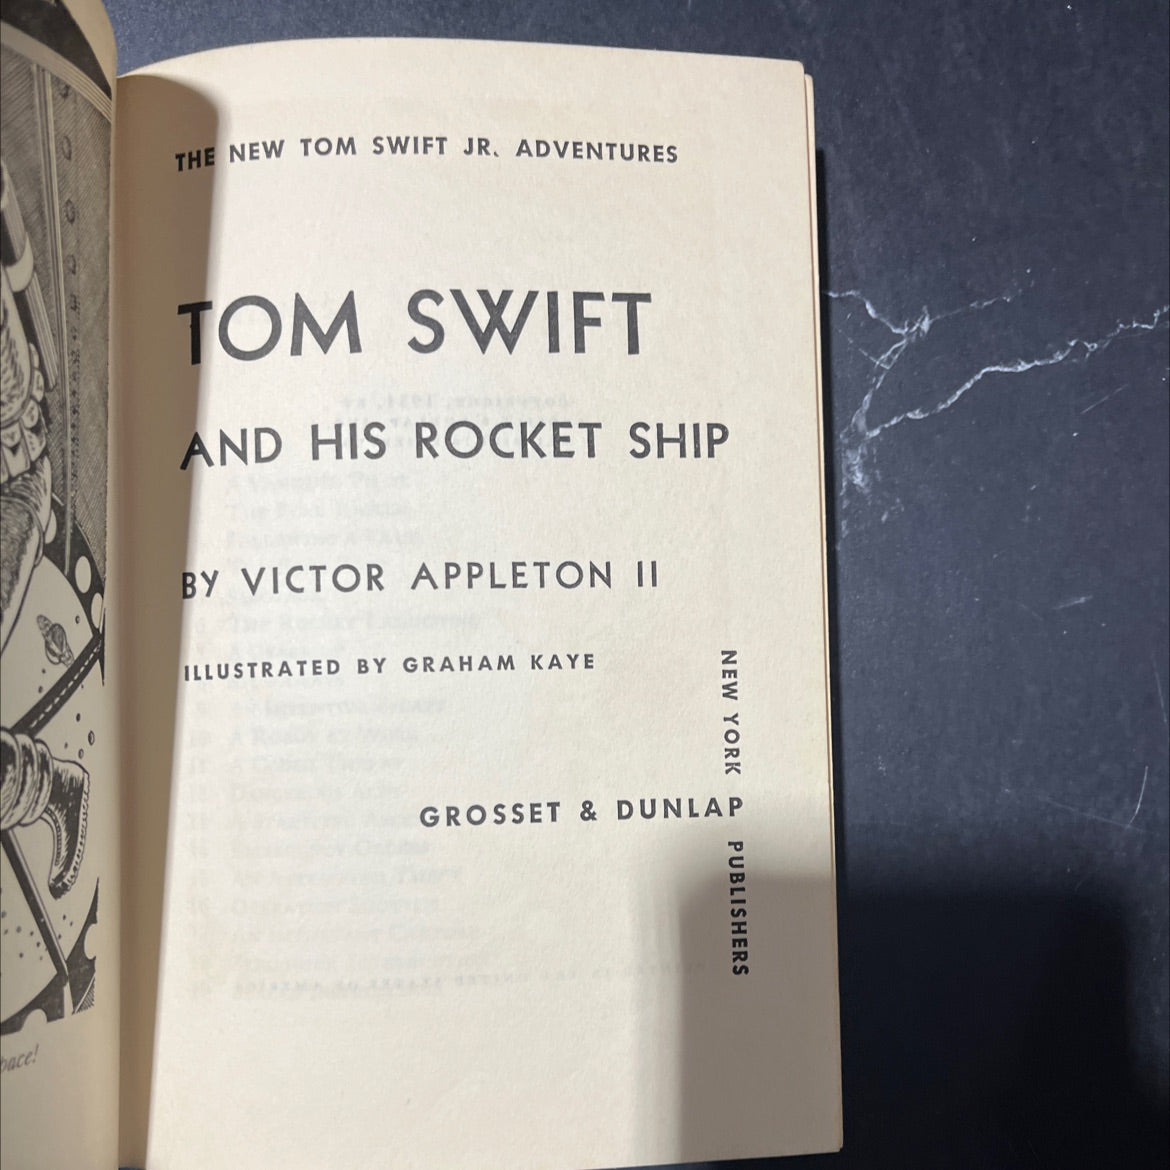 THE NEW TOM SWIFT JR. ADVENTURES
TOM SWIFT
AND HIS ROCKET SHIP
BY VICTOR APPLETON II
ILLUSTRATED BY GRAHAM KAYE
NEW YORK
GROSSET & DUNLAP
PUBLISHERS